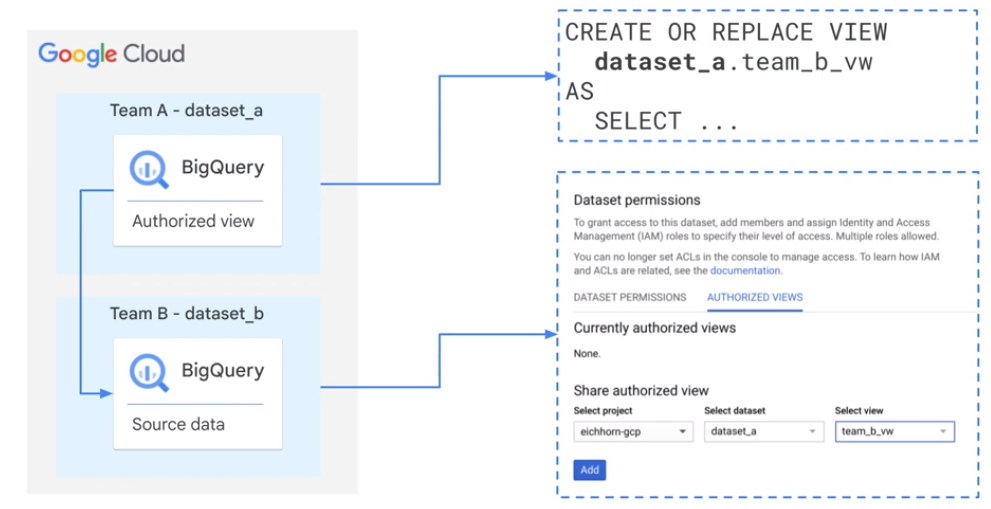 Google Cloud
Team A - dataset_a
BigQuery
Authorized view
Team B - dataset_b
BigQuery
Source data
CREATE OR REPLACE VIEW
dataset_a.team_b_vw
AS
SELECT ...
Dataset permissions
To grant access to this dataset, add members and assign Identity and Access
Management (IAM) roles to specify their level of access. Multiple roles allowed.
You can no longer set ACLs in the console to manage access. To learn how IAM
and ACLs are related, see the documentation.
DATASET PERMISSIONS AUTHORIZED VIEWS
Currently authorized views
None.
Share authorized view
Select project Select dataset Select view
eichhorn-gcp dataset_a team_b_vw
Add